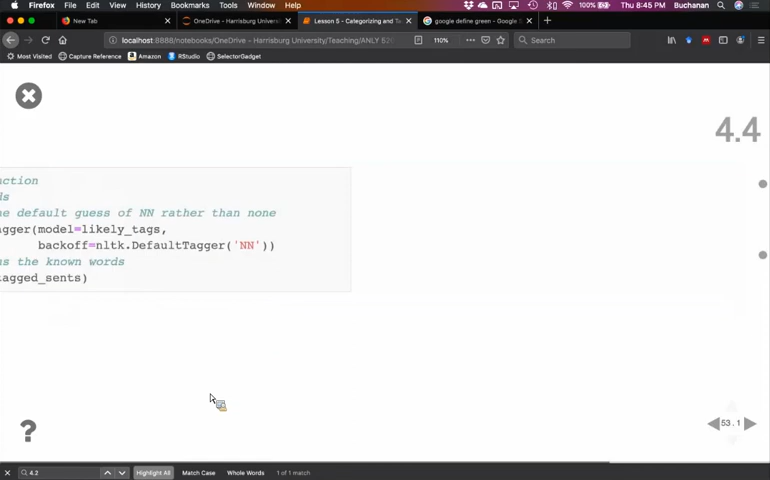 Firefox File Edit View History Bookmarks Tools Window Help 100% Thu 8:45 PM Buchanan
New Tab OneDrive - Harrisburg Universi Lesson 5 - Categorizing and Ta google define green - Google S
localhost:8888/notebooks/OneDrive - Harrisburg University/Teaching/ANLY 52 110% Search
Most Visited Capture Reference Amazon RStudio SelectorGadget
4.4
nction
ds
he default guess of NN rather than none
agger(model=likely_tags,
backoff=nltk.DefaultTagger('NN'))
ns the known words
tagged_sents)
?
53.1
4.2 Highlight All Match Case Whole Words 1 of 1 match